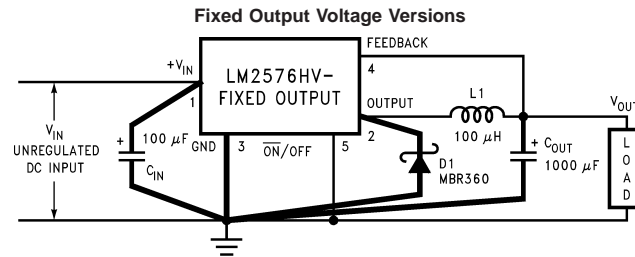 Fixed Output Voltage Versions
FEEDBACK
+VIN
LM2576HV-
FIXED OUTPUT
4
1
OUTPUT
L1
VOUT
VIN
UNREGULATED
DC INPUT
+
100 μF
CIN
GND
3
ON/OFF
5
2
100 μH
D1
MBR360
+
COUT
1000 μF
LOAD